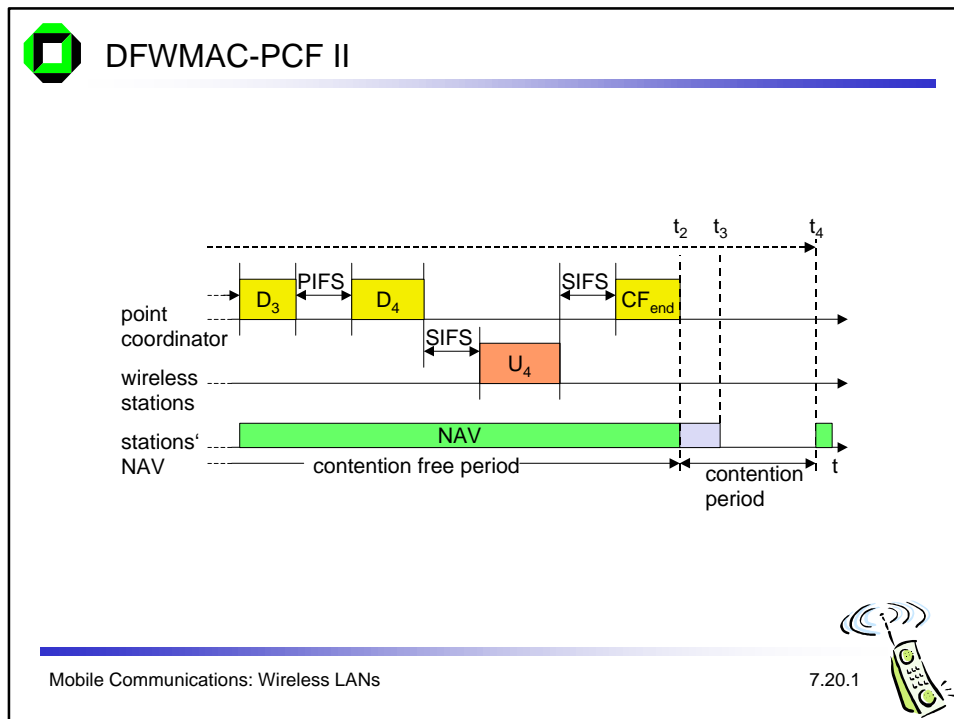 DFWMAC-PCF II
t2 t3 t4
D3 PIFS D4 SIFS CFend
point
coordinator
SIFS
U4
wireless
stations
stations‘
NAV
NAV
t
contention free period
contention
period
Mobile Communications: Wireless LANs 7.20.1